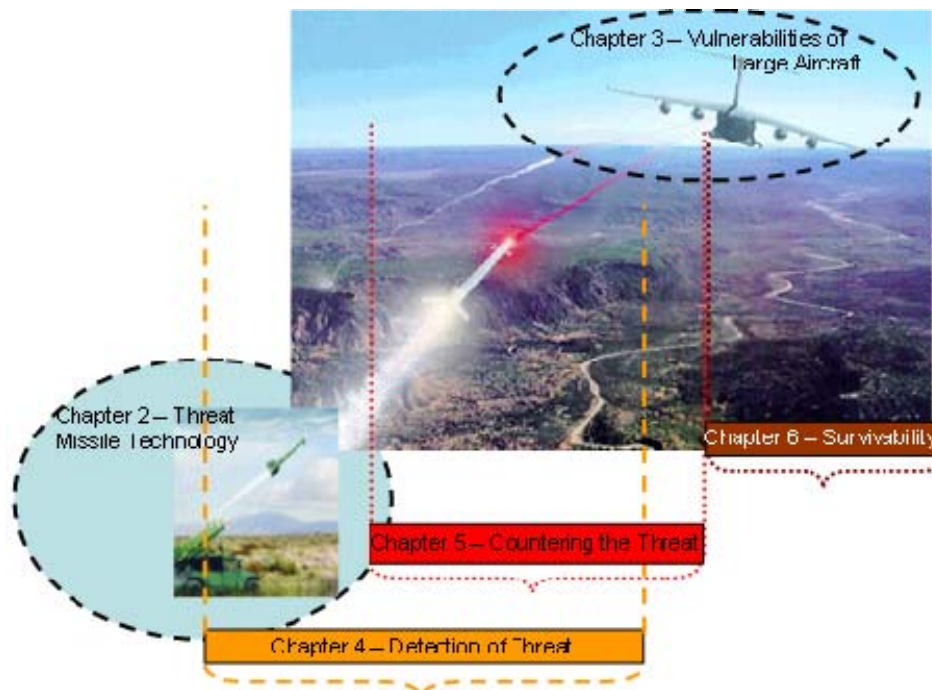 Chapter 3 – Vulnerabilities of
Large Aircraft
Chapter 2 – Threat
Missile Technology
Chapter 6 – Survivability
Chapter 5 – Countering the Threat
Chapter 4 – Detection of Threat